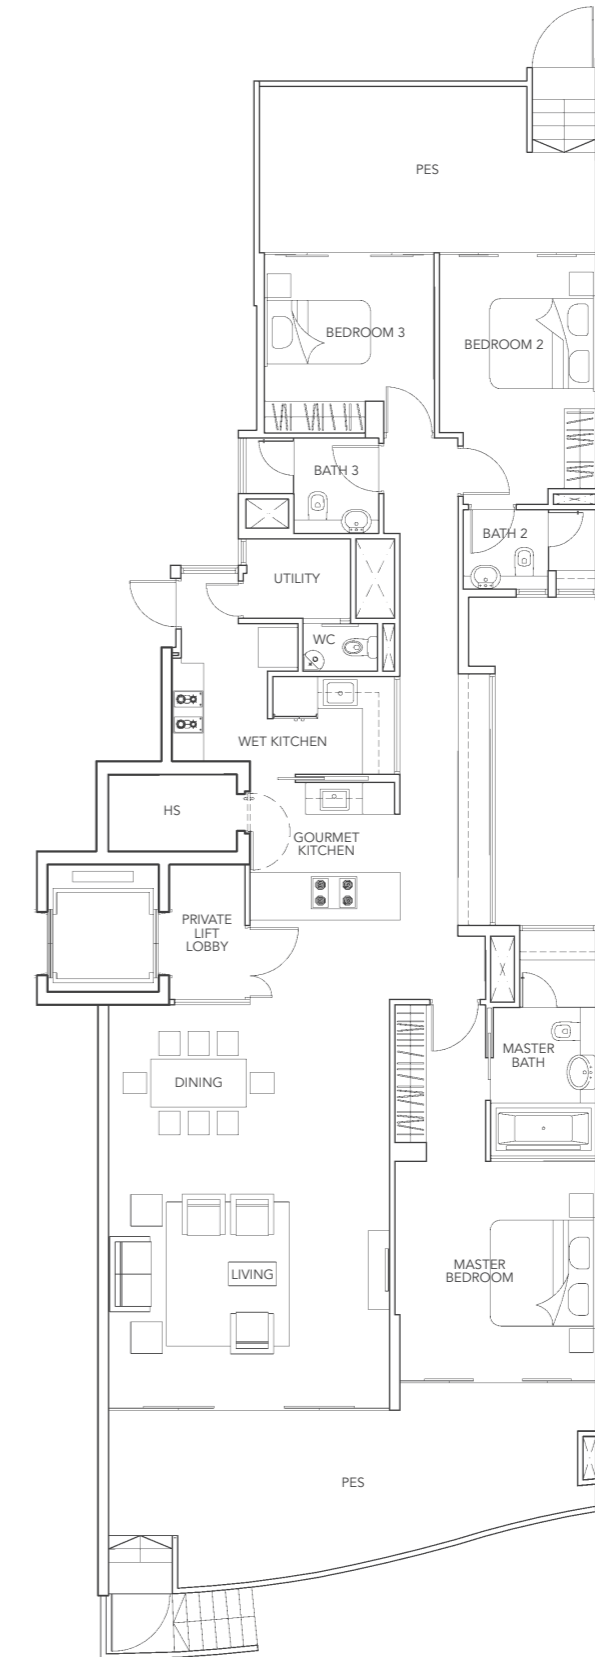 PES
BEDROOM 3
BEDROOM 2
BATH 3
BATH 2
UTILITY
WC
WET KITCHEN
HS
GOURMET
KITCHEN
PRIVATE
LIFT
LOBBY
MASTER
BATH
DINING
LIVING
MASTER
BEDROOM
PES